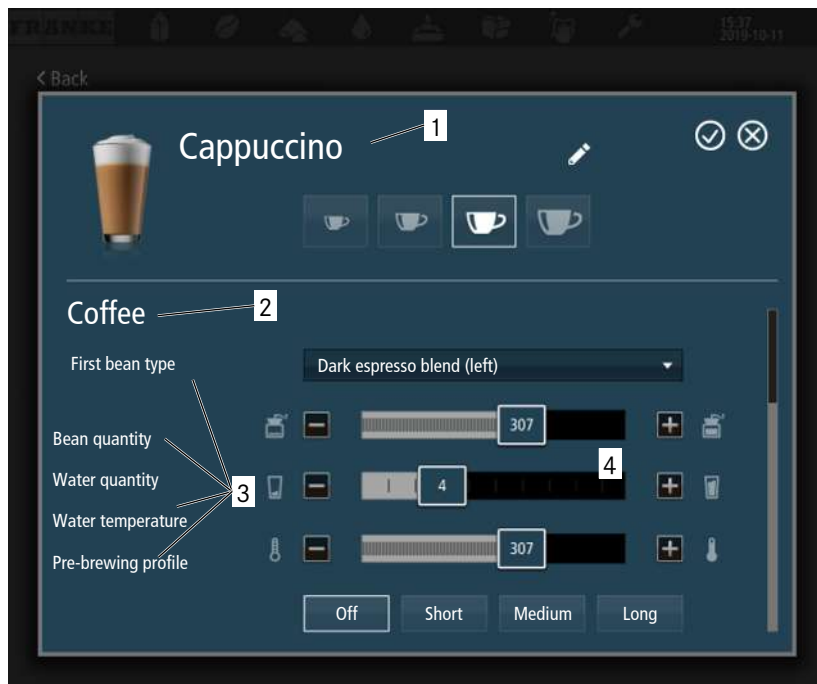 FRANKE
15:37
2019-10-11
< Back
Cappuccino
1
Coffee
2
First bean type
Dark espresso blend (left)
Bean quantity
307
Water quantity
3
4
4
Water temperature
Pre-brewing profile
307
Off Short Medium Long